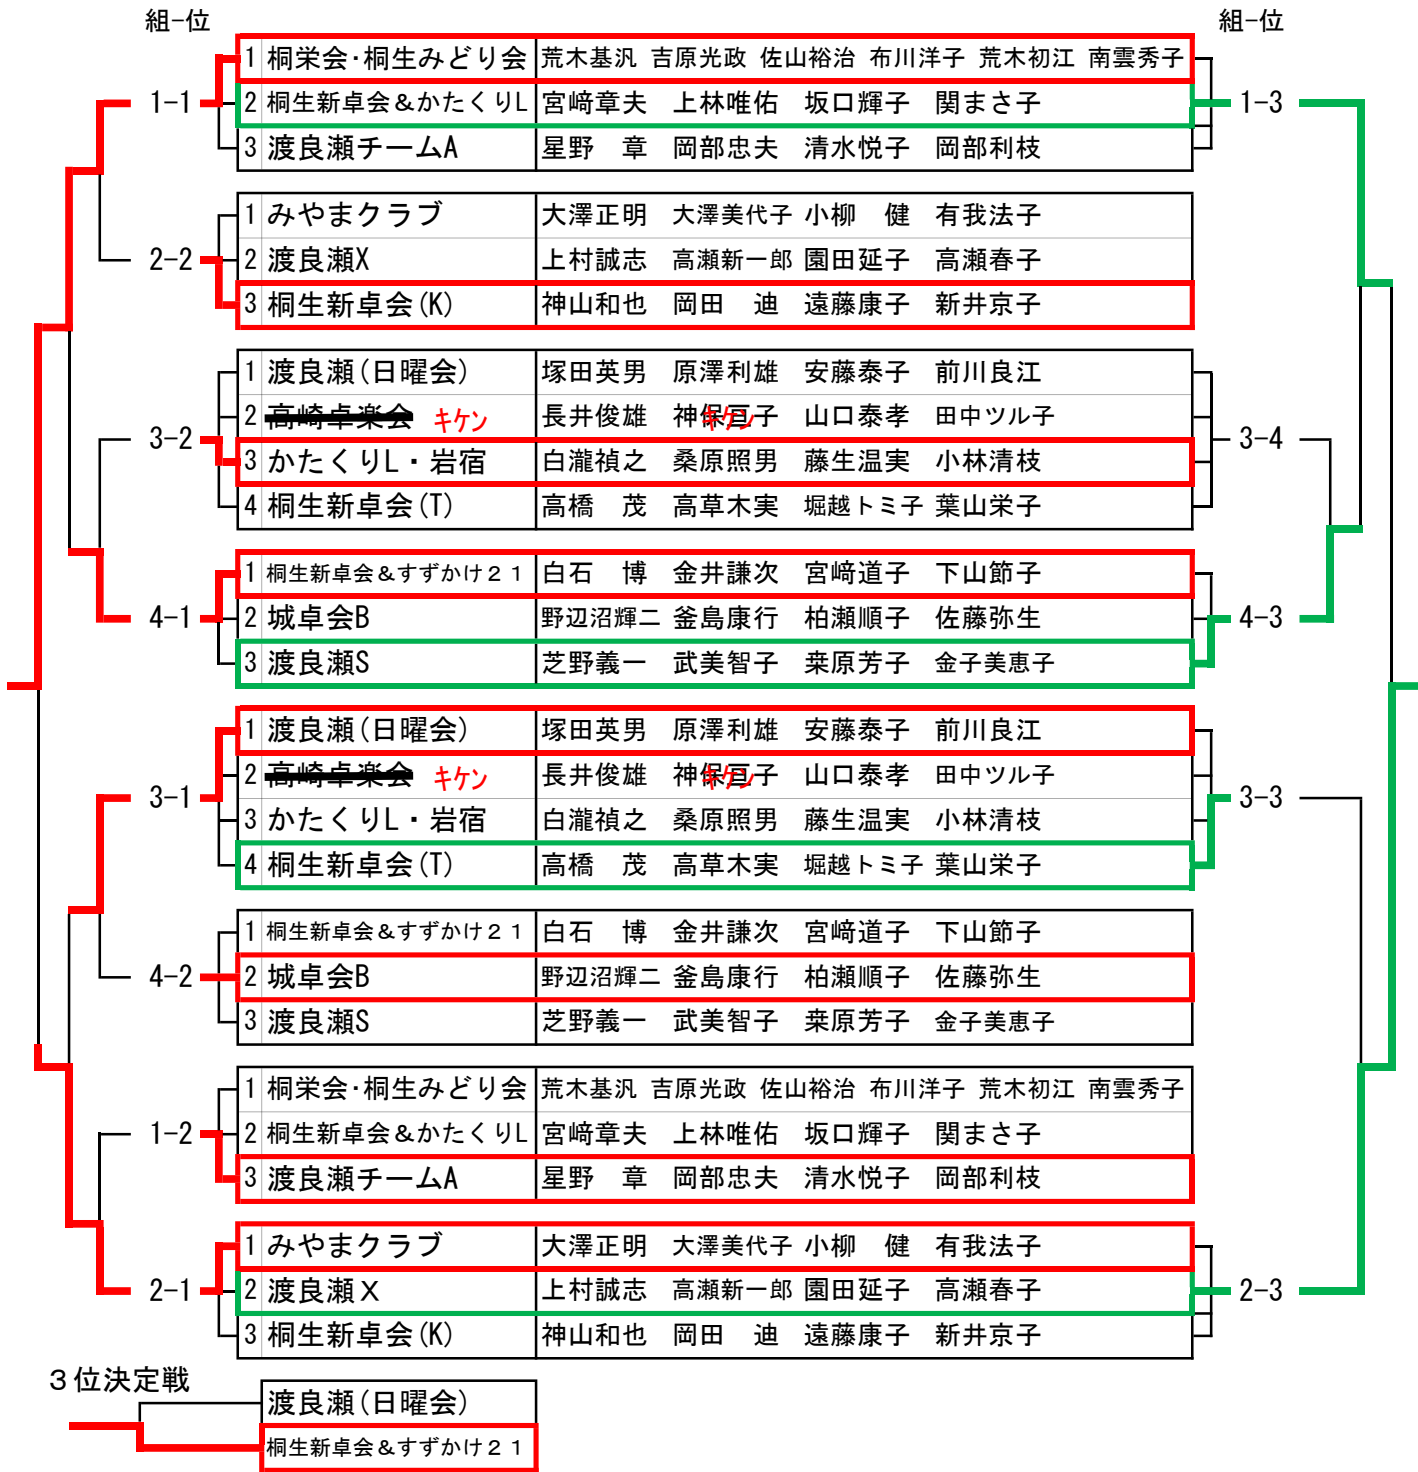 組-位 組-位
1 桐栄会・桐生みどり会 荒木基汎 吉原光政 佐山裕治 布川洋子 荒木初江 南雲秀子
1-1 2 桐生新卓会＆かたくりL 宮﨑章夫 上林唯佑 坂口輝子 関まさ子 1-3
3 渡良瀬チームA 星野 章 岡部忠夫 清水悦子 岡部利枝
1 みやまクラブ 大澤正明 大澤美代子 小柳 健 有我法子
2-2 2 渡良瀬X 上村誠志 高瀬新一郎 園田延子 高瀬春子
3 桐生新卓会(K) 神山和也 岡田 迪 遠藤康子 新井京子
1 渡良瀬(日曜会) 塚田英男 原澤利雄 安藤泰子 前川良江
2 高崎卓楽会 キケン 長井俊雄 神保亘子 キケン 山口泰孝 田中ツル子
3-2 3-4
3 かたくりL・岩宿 白瀧禎之 桑原照男 藤生温実 小林清枝
4 桐生新卓会(T) 高橋 茂 高草木実 堀越トミ子 葉山栄子
1 桐生新卓会＆すずかけ２１ 白石 博 金井謙次 宮﨑道子 下山節子
4-1 2 城卓会B 野辺沼輝二 釜島康行 柏瀬順子 佐藤弥生 4-3
3 渡良瀬S 芝野義一 武美智子 桒原芳子 金子美恵子
1 渡良瀬(日曜会) 塚田英男 原澤利雄 安藤泰子 前川良江
2 高崎卓楽会 キケン 長井俊雄 神保亘子 キケン 山口泰孝 田中ツル子
3-1 3-3
3 かたくりL・岩宿 白瀧禎之 桑原照男 藤生温実 小林清枝
4 桐生新卓会(T) 高橋 茂 高草木実 堀越トミ子 葉山栄子
1 桐生新卓会＆すずかけ２１ 白石 博 金井謙次 宮﨑道子 下山節子
4-2 2 城卓会B 野辺沼輝二 釜島康行 柏瀬順子 佐藤弥生
3 渡良瀬S 芝野義一 武美智子 桒原芳子 金子美恵子
1 桐栄会・桐生みどり会 荒木基汎 吉原光政 佐山裕治 布川洋子 荒木初江 南雲秀子
1-2 2 桐生新卓会＆かたくりL 宮﨑章夫 上林唯佑 坂口輝子 関まさ子
3 渡良瀬チームA 星野 章 岡部忠夫 清水悦子 岡部利枝
1 みやまクラブ 大澤正明 大澤美代子 小柳 健 有我法子
2-1 2 渡良瀬Ｘ 上村誠志 高瀬新一郎 園田延子 高瀬春子 2-3
3 桐生新卓会(K) 神山和也 岡田 迪 遠藤康子 新井京子
３位決定戦
渡良瀬(日曜会)
桐生新卓会＆すずかけ２１